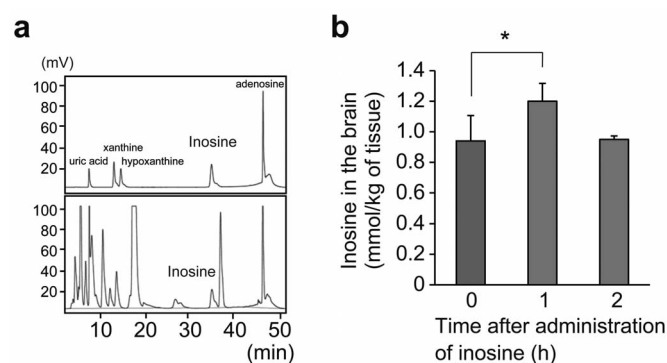 a
(mV)
100
80
60
40
20
uric acid
xanthine
hypoxanthine
Inosine
adenosine
100
80
60
40
20
Inosine
10 20 30 40 50
(min)
b
*
Inosine in the brain
(mmol/kg of tissue)
1.4
1.2
1.0
0.8
0.6
0.4
0.2
0
0 1 2
Time after administration
of inosine (h)